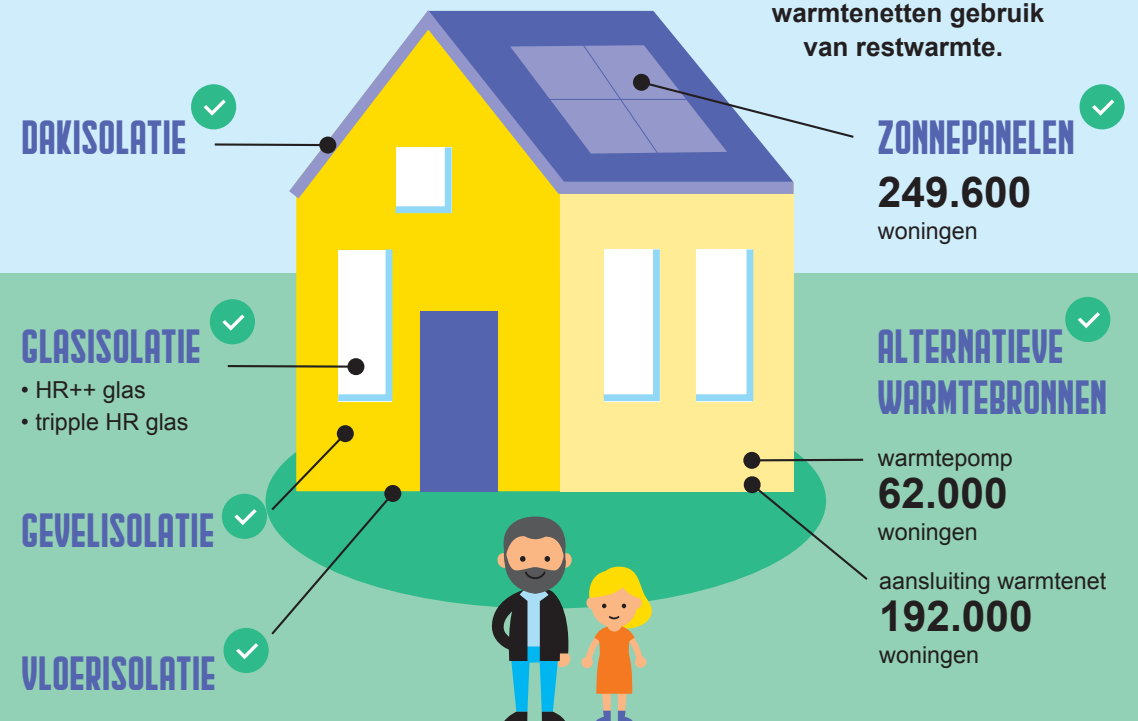 warmtenetten gebruik
van restwarmte.
DAKISOLATIE
ZONNEPANELEN
249.600
woningen
GLASISOLATIE
• HR++ glas
• tripple HR glas
ALTERNATIEVE
WARMTEBRONNEN
warmtepomp
62.000
woningen
GEVELISOLATIE
aansluiting warmtenet
192.000
woningen
VLOERISOLATIE